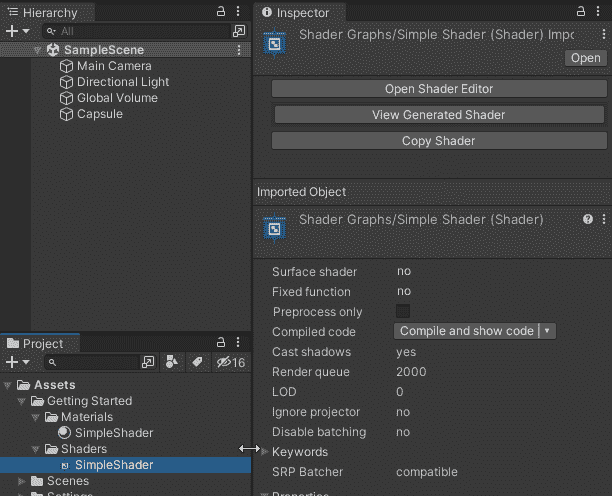 Hierarchy
All
SampleScene
Main Camera
Directional Light
Global Volume
Capsule
Project
16
Assets
Getting Started
Materials
SimpleShader
Shaders
SimpleShader
Scenes
Settings
Inspector
Shader Graphs/Simple Shader (Shader) Impo
Open
Open Shader Editor
View Generated Shader
Copy Shader
Imported Object
Shader Graphs/Simple Shader (Shader)
Surface shader no
Fixed function no
Preprocess only
Compiled code Compile and show code
Cast shadows yes
Render queue 2000
LOD 0
Ignore projector no
Disable batching no
Keywords
SRP Batcher compatible
Properties